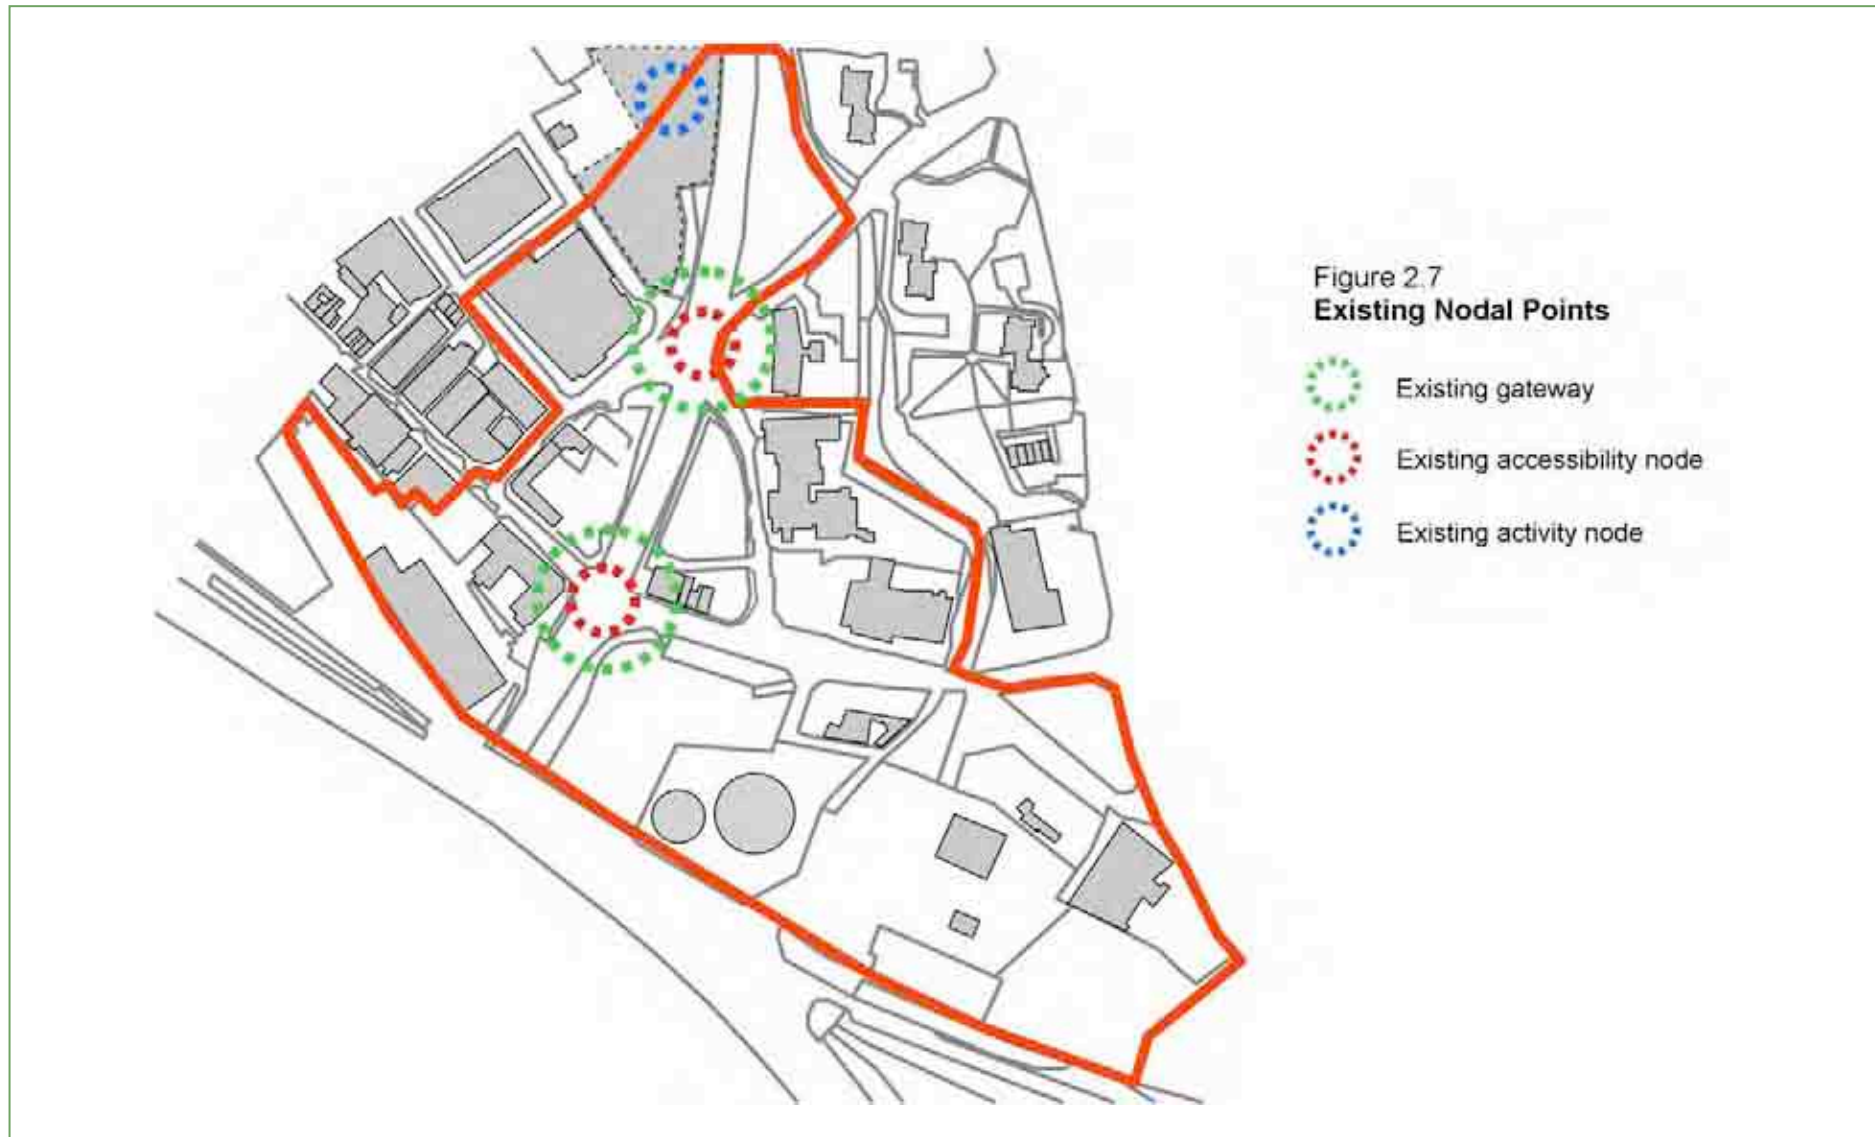 Figure 2.7
Existing Nodal Points
Existing gateway
Existing accessibility node
Existing activity node